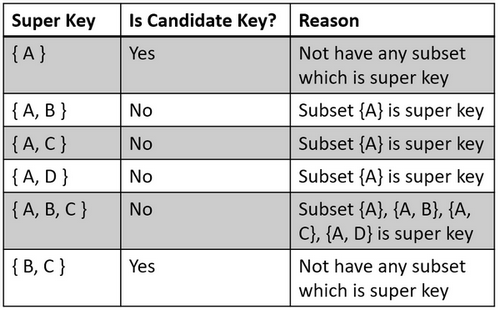 Super Key Is Candidate Key? Reason
{ A } Yes Not have any subset
which is super key
{ A, B } No Subset {A} is super key
{ A, C } No Subset {A} is super key
{ A, D } No Subset {A} is super key
{ A, B, C } No Subset {A}, {A, B}, {A,
C}, {A, D} is super key
{ B, C } Yes Not have any subset
which is super key